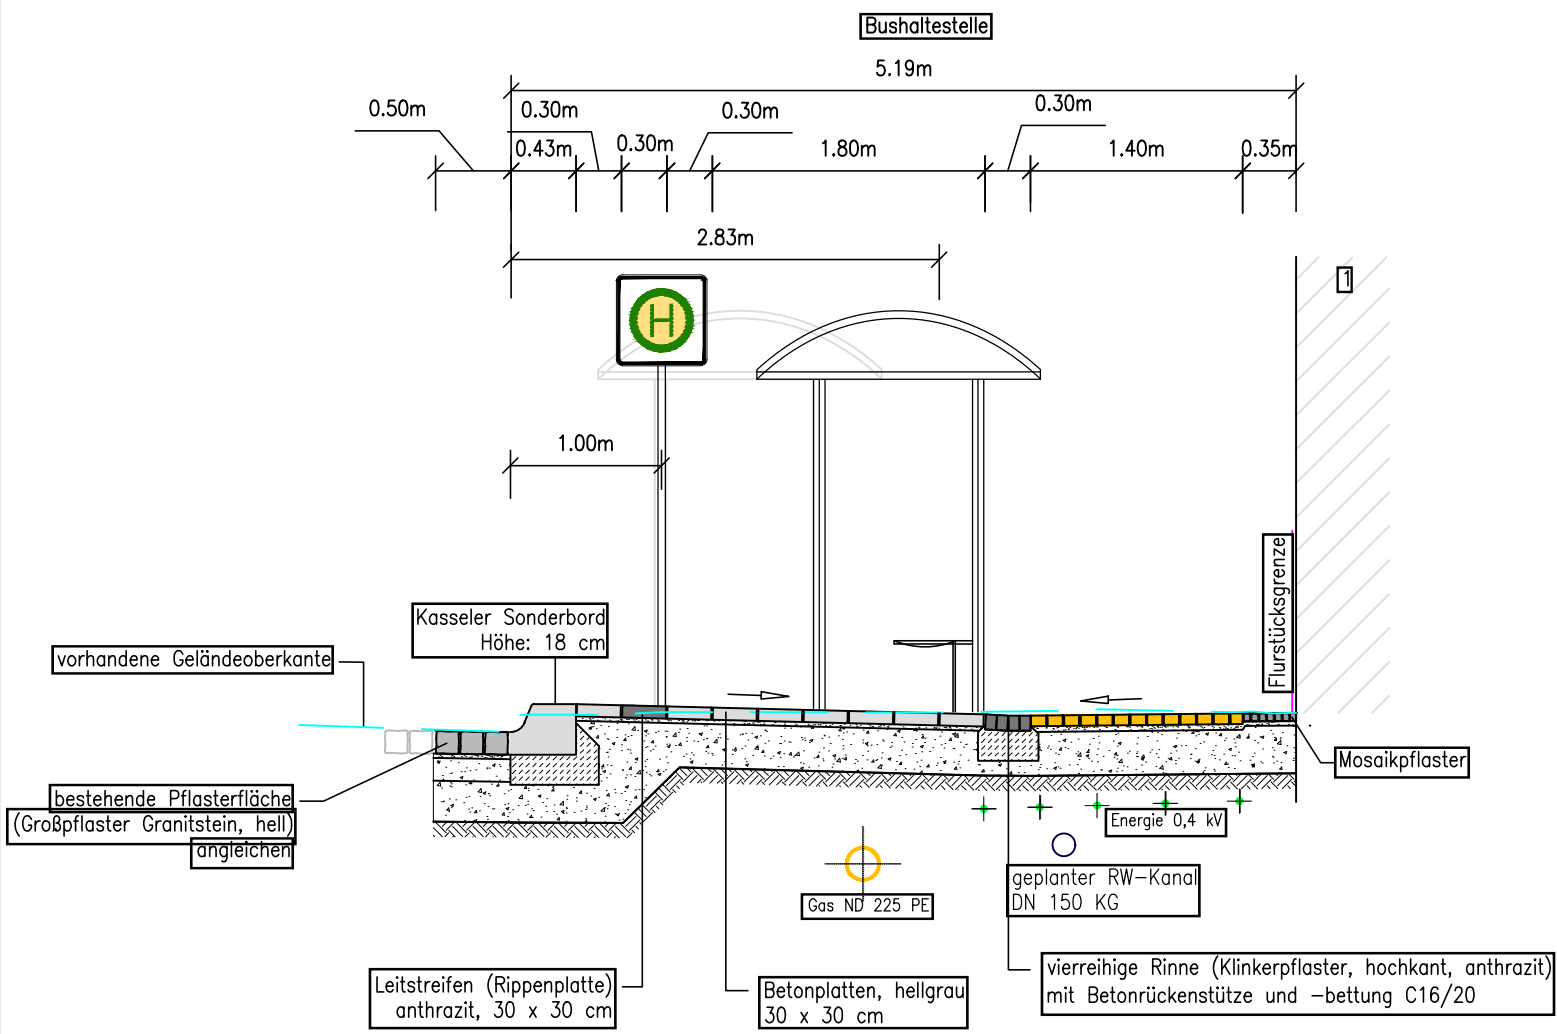 Bushaltestelle
5.19m
0.50m
0.30m
0.30m
0.30m
0.43m
0.30m
1.80m
1.40m
0.35m
2.83m
1
H
1.00m
Flurstücksgrenze
Kasseler Sonderbord
Höhe: 18 cm
vorhandene Geländeoberkante
Mosaikpflaster
bestehende Pflasterfläche
(Großpflaster Granitstein, hell)
angleichen
Energie 0,4 kV
geplanter RW-Kanal
DN 150 KG
Gas ND 225 PE
vierreihige Rinne (Klinkerpflaster, hochkant, anthrazit)
mit Betonrückenstütze und -bettung C16/20
Leitstreifen (Rippenplatte)
anthrazit, 30 x 30 cm
Betonplatten, hellgrau
30 x 30 cm